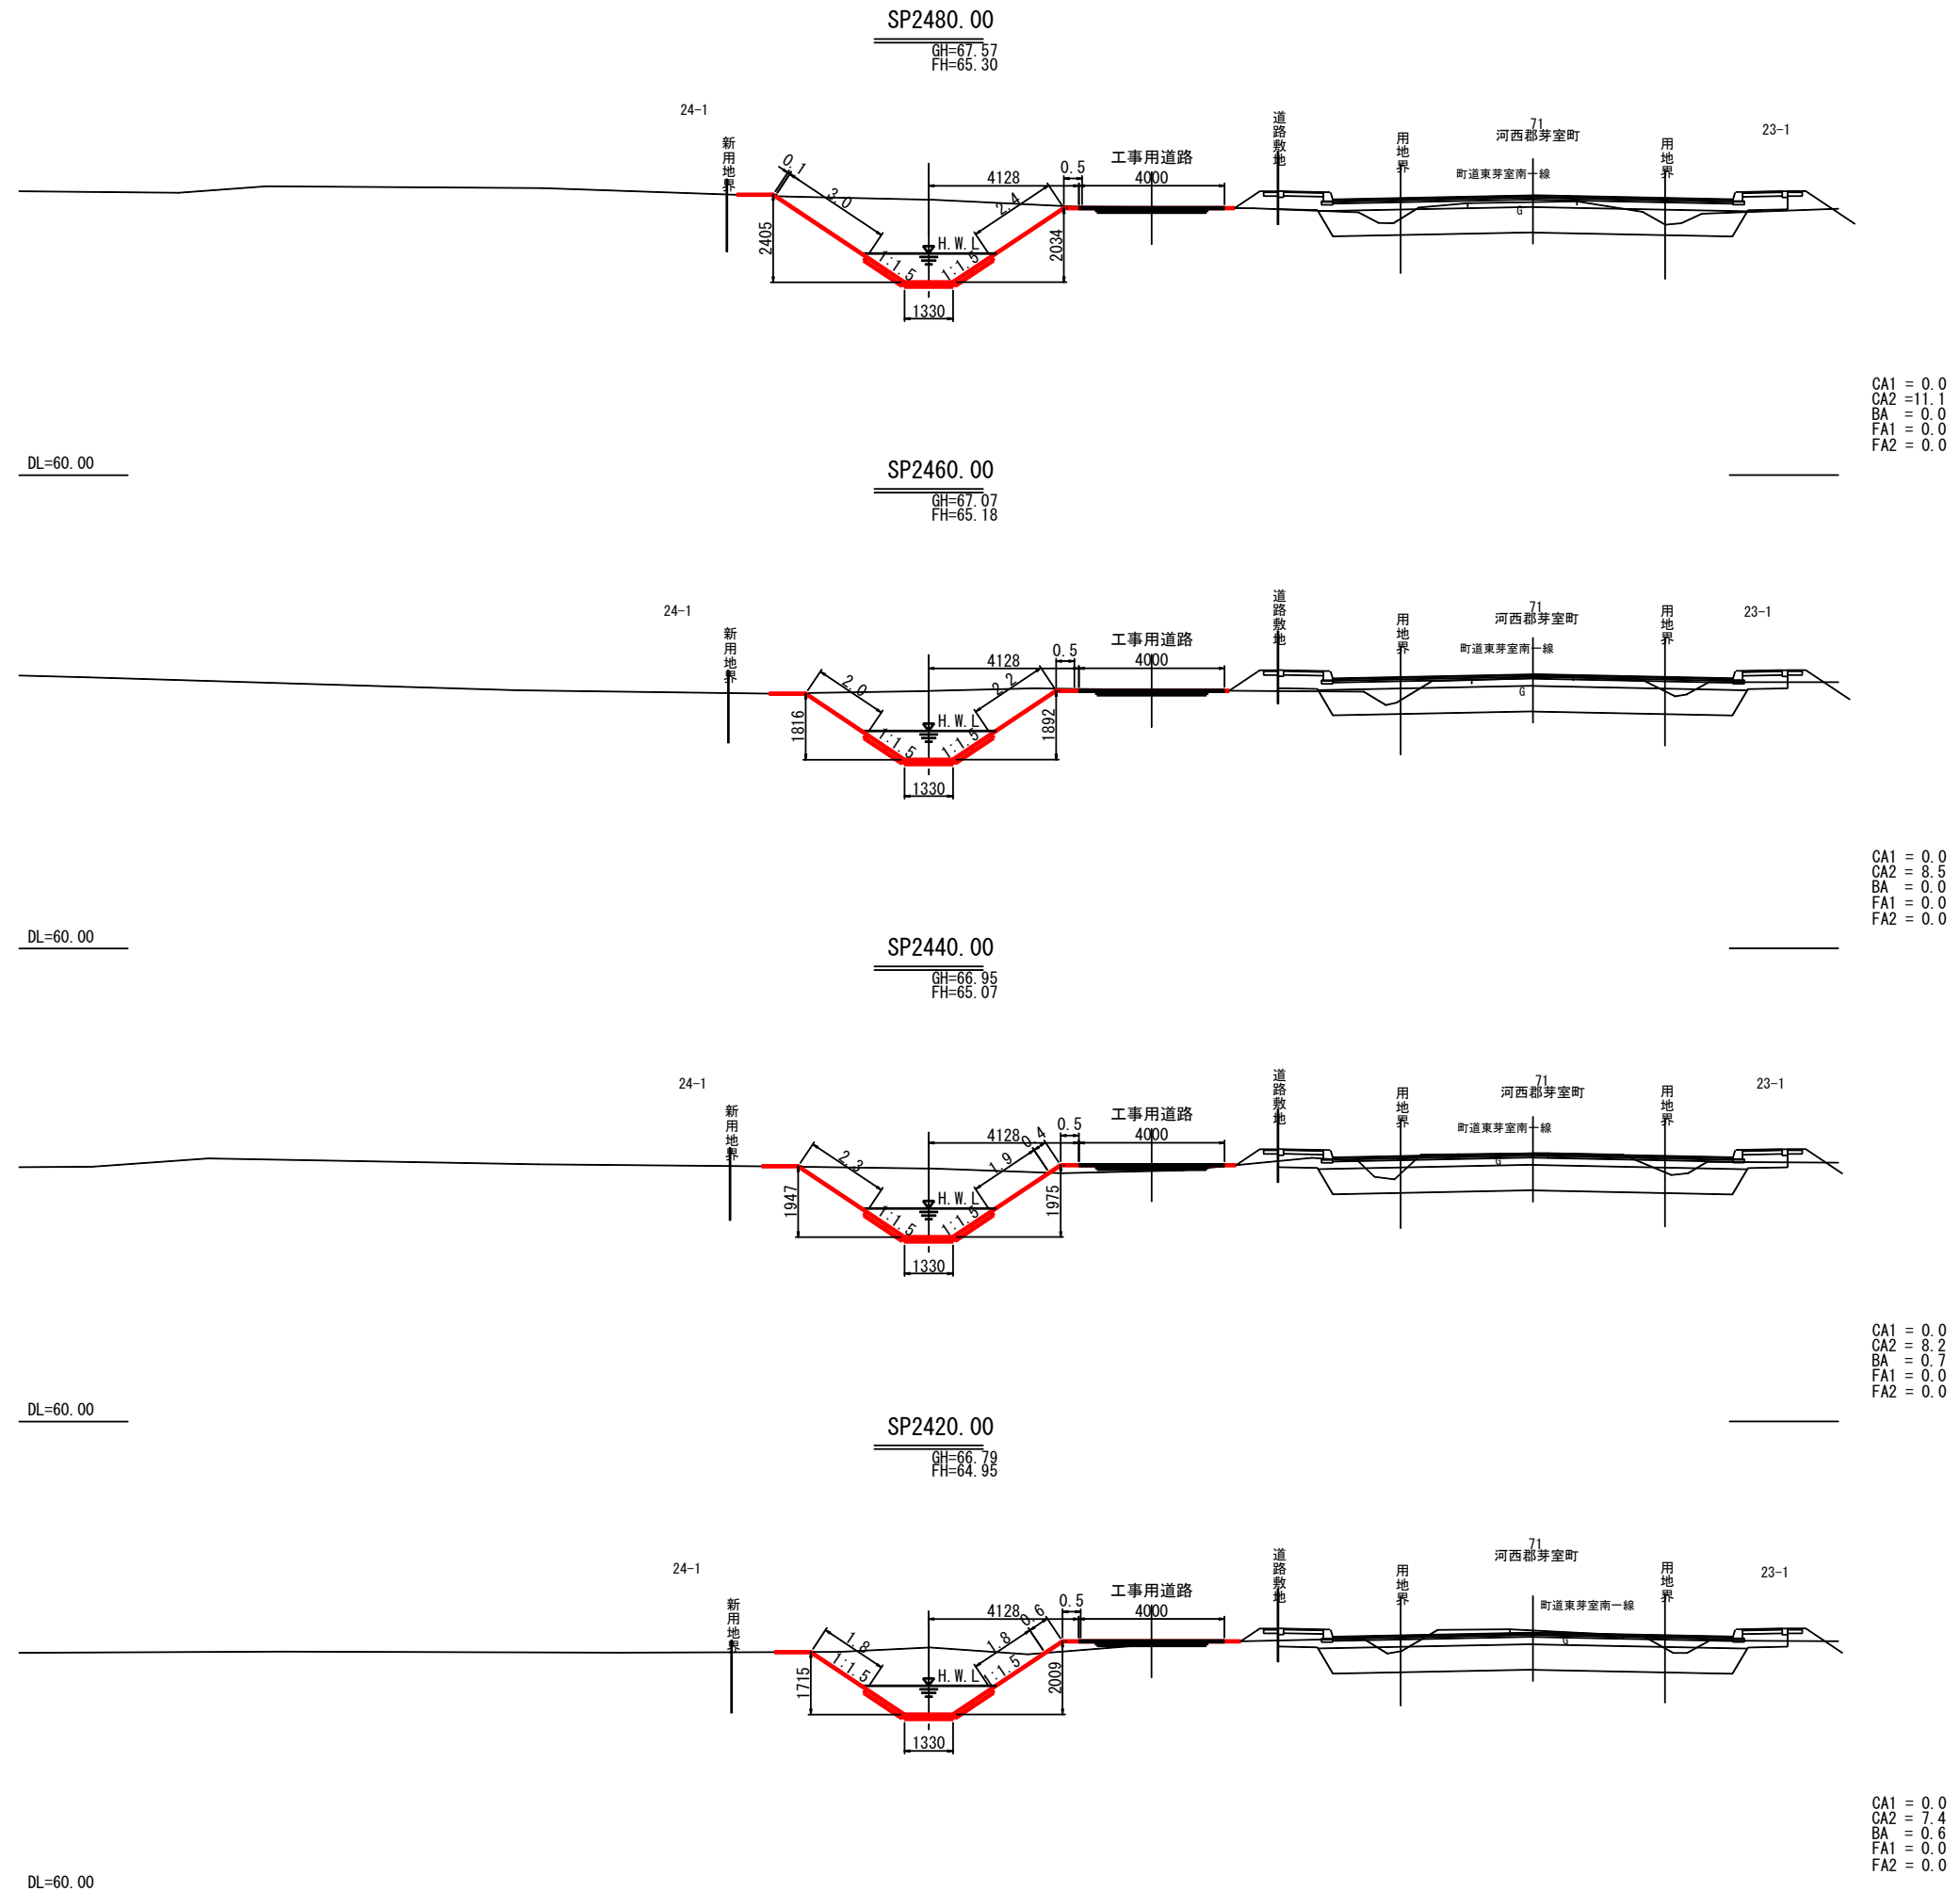 SP2480.00
GH=67.57
FH=65.30
24-1
新用地界
0.1
3.0
2405
1:1.5
H.W.L
1:1.5
1330
4128
2.4
2034
0.5
工事用道路
4000
道路敷地
用地界
71
河西郡芽室町
町道東芽室南一線
G
用地界
23-1
CA1 = 0.0
CA2 =11.1
BA = 0.0
FA1 = 0.0
FA2 = 0.0
DL=60.00
SP2460.00
GH=67.07
FH=65.18
24-1
新用地界
2.0
1816
1:1.5
H.W.L
1:1.5
1330
4128
2.2
1892
0.5
工事用道路
4000
道路敷地
用地界
71
河西郡芽室町
町道東芽室南一線
G
用地界
23-1
CA1 = 0.0
CA2 = 8.5
BA = 0.0
FA1 = 0.0
FA2 = 0.0
DL=60.00
SP2440.00
GH=66.95
FH=65.07
24-1
新用地界
2.3
1947
1:1.5
H.W.L
1:1.5
1330
4128
1.9
0.4
1975
0.5
工事用道路
4000
道路敷地
用地界
71
河西郡芽室町
町道東芽室南一線
G
用地界
23-1
CA1 = 0.0
CA2 = 8.2
BA = 0.7
FA1 = 0.0
FA2 = 0.0
DL=60.00
SP2420.00
GH=66.79
FH=64.95
24-1
新用地界
1.8
1:1.5
1715
H.W.L
1:1.5
1330
4128
1.8
0.6
2009
0.5
工事用道路
4000
道路敷地
用地界
71
河西郡芽室町
町道東芽室南一線
G
用地界
23-1
CA1 = 0.0
CA2 = 7.4
BA = 0.6
FA1 = 0.0
FA2 = 0.0
DL=60.00